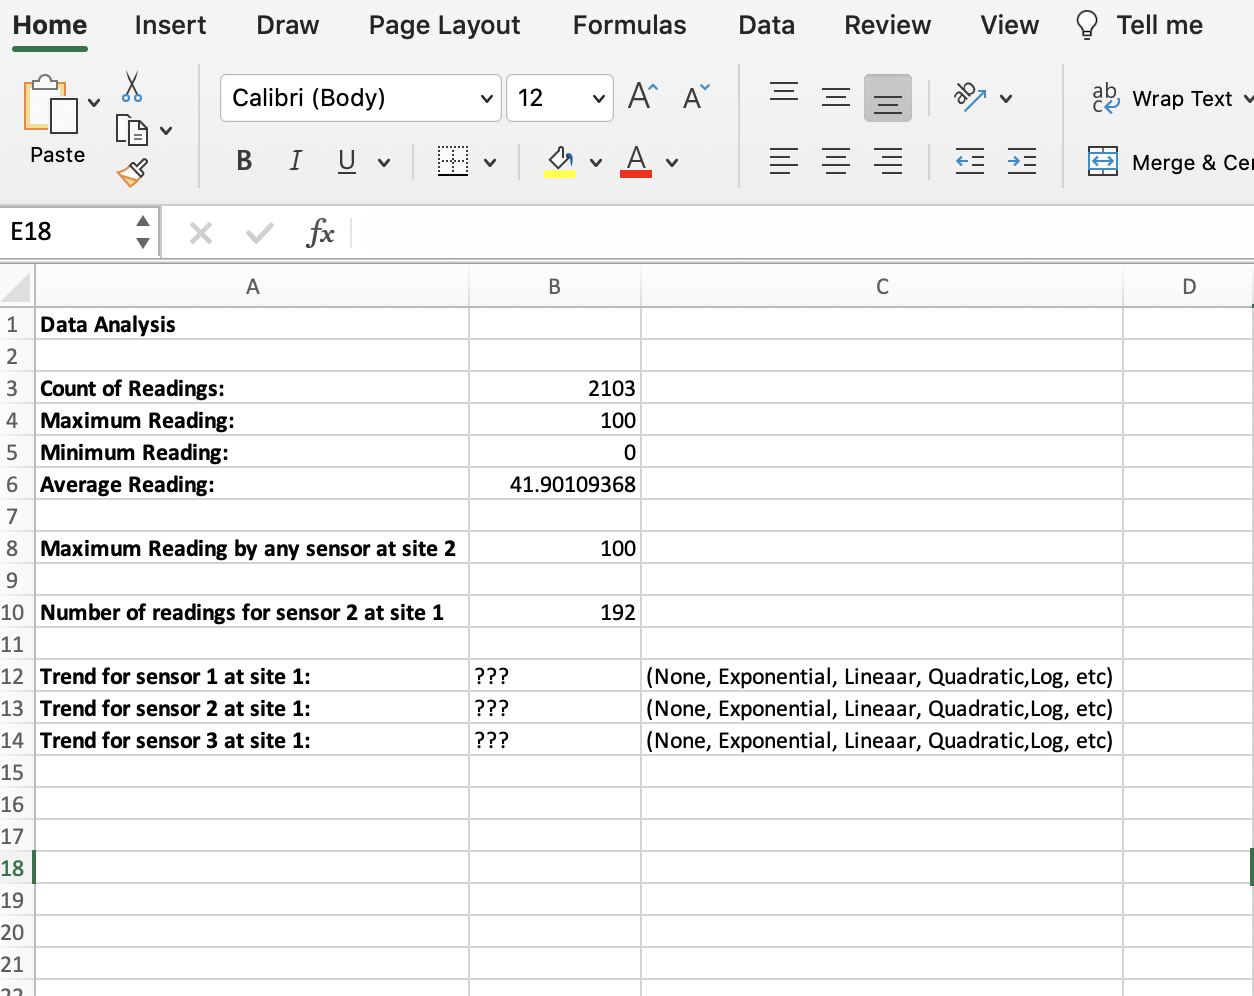 Home Insert Draw Page Layout Formulas Data Review View Tell me
Calibri (Body) 12 A A ab Wrap Text
Paste B I U A Merge & Cen
E18 fx
A B C D
1 Data Analysis
2
3 Count of Readings: 2103
4 Maximum Reading: 100
5 Minimum Reading: 0
6 Average Reading: 41.90109368
7
8 Maximum Reading by any sensor at site 2 100
9
10 Number of readings for sensor 2 at site 1 192
11
12 Trend for sensor 1 at site 1: ??? (None, Exponential, Lineaar, Quadratic,Log, etc)
13 Trend for sensor 2 at site 1: ??? (None, Exponential, Lineaar, Quadratic,Log, etc)
14 Trend for sensor 3 at site 1: ??? (None, Exponential, Lineaar, Quadratic,Log, etc)
15
16
17
18
19
20
21
22